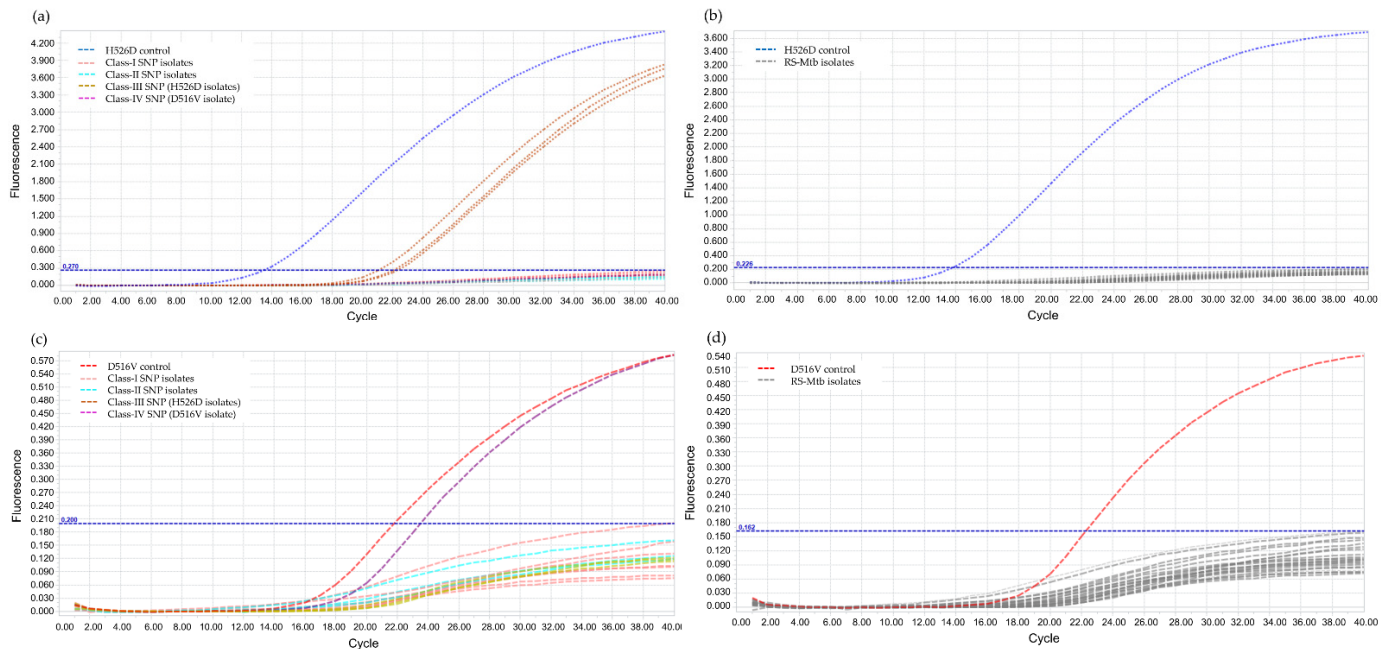 (a)
H526D control
Class-I SNP isolates
Class-II SNP isolates
Class-III SNP (H526D isolates)
Class-IV SNP (D516V isolate)
Fluorescence
4.200
3.900
3.600
3.300
3.000
2.700
2.400
2.100
1.800
1.500
1.200
0.900
0.600
0.300
0.000
0.270
0.00 2.00 4.00 6.00 8.00 10.00 12.00 14.00 16.00 18.00 20.00 22.00 24.00 26.00 28.00 30.00 32.00 34.00 36.00 38.00 40.00
Cycle
(b)
H526D control
RS-Mtb isolates
Fluorescence
3.600
3.400
3.200
3.000
2.800
2.600
2.400
2.200
2.000
1.800
1.600
1.400
1.200
1.000
0.800
0.600
0.400
0.200
0.000
0.226
0.00 2.00 4.00 6.00 8.00 10.00 12.00 14.00 16.00 18.00 20.00 22.00 24.00 26.00 28.00 30.00 32.00 34.00 36.00 38.00 40.00
Cycle
(c)
D516V control
Class-I SNP isolates
Class-II SNP isolates
Class-III SNP (H526D isolates)
Class-IV SNP (D516V isolate)
Fluorescence
0.570
0.540
0.510
0.480
0.450
0.420
0.390
0.360
0.330
0.300
0.270
0.240
0.210
0.180
0.150
0.120
0.090
0.060
0.030
0.000
0.200
0.00 2.00 4.00 6.00 8.00 10.00 12.00 14.00 16.00 18.00 20.00 22.00 24.00 26.00 28.00 30.00 32.00 34.00 36.00 38.00 40.00
Cycle
(d)
D516V control
RS-Mtb isolates
Fluorescence
0.540
0.510
0.480
0.450
0.420
0.390
0.360
0.330
0.300
0.270
0.240
0.210
0.180
0.150
0.120
0.090
0.060
0.030
0.000
0.162
0.00 2.00 4.00 6.00 8.00 10.00 12.00 14.00 16.00 18.00 20.00 22.00 24.00 26.00 28.00 30.00 32.00 34.00 36.00 38.00 40.00
Cycle